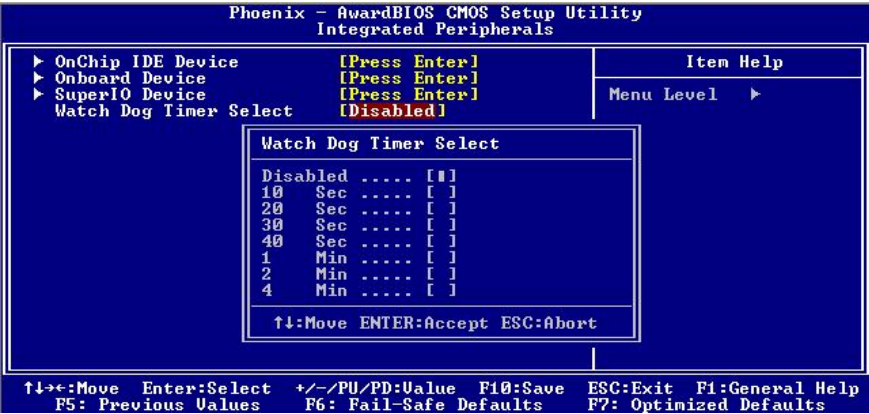 Phoenix - AwardBIOS CMOS Setup Utility
Integrated Peripherals
▶ OnChip IDE Device [Press Enter]
▶ Onboard Device [Press Enter]
▶ SuperIO Device [Press Enter]
Watch Dog Timer Select [Disabled]
Item Help
Menu Level ▶
Watch Dog Timer Select
Disabled ..... [■]
10 Sec ..... [ ]
20 Sec ..... [ ]
30 Sec ..... [ ]
40 Sec ..... [ ]
1 Min ..... [ ]
2 Min ..... [ ]
4 Min ..... [ ]
↑↓:Move ENTER:Accept ESC:Abort
↑↓→←:Move Enter:Select +/-/PU/PD:Value F10:Save ESC:Exit F1:General Help
F5: Previous Values F6: Fail-Safe Defaults F7: Optimized Defaults